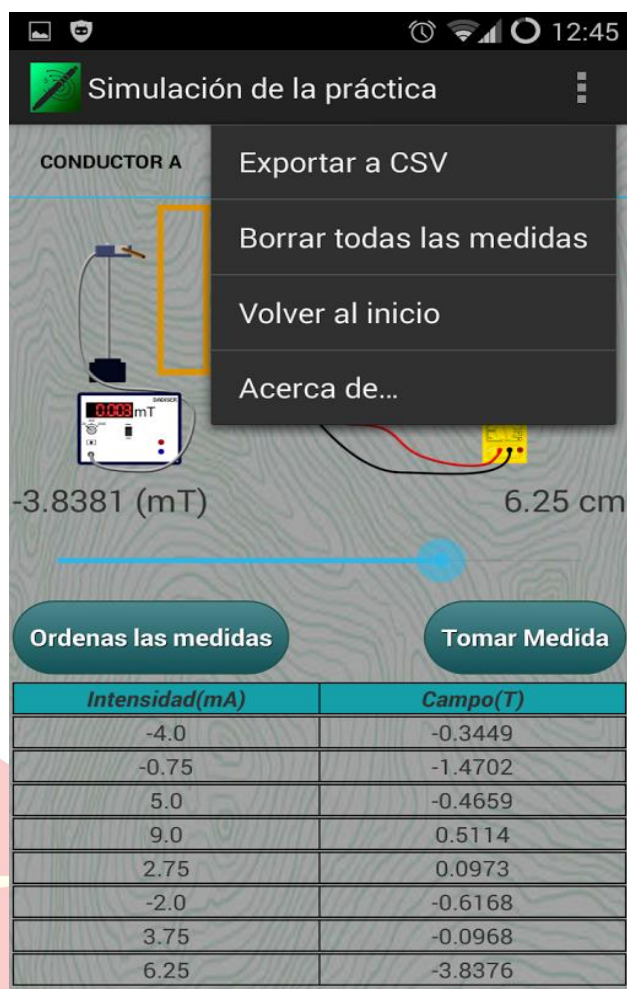 12:45
Simulación de la práctica
CONDUCTOR A
Exportar a CSV
Borrar todas las medidas
Volver al inicio
Acerca de...
0.003 mT
-3.8381 (mT) 6.25 cm
Ordenas las medidas Tomar Medida
Intensidad(mA) Campo(T)
-4.0 -0.3449
-0.75 -1.4702
5.0 -0.4659
9.0 0.5114
2.75 0.0973
-2.0 -0.6168
3.75 -0.0968
6.25 -3.8376